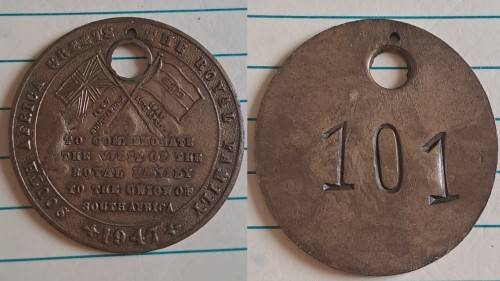 SOUTH AFRICA GREETS THE ROYAL FAMILY
TO COMMEMORATE
THE VISIT OF THE
ROYAL FAMILY
TO THE UNION OF
SOUTH AFRICA
1947
101